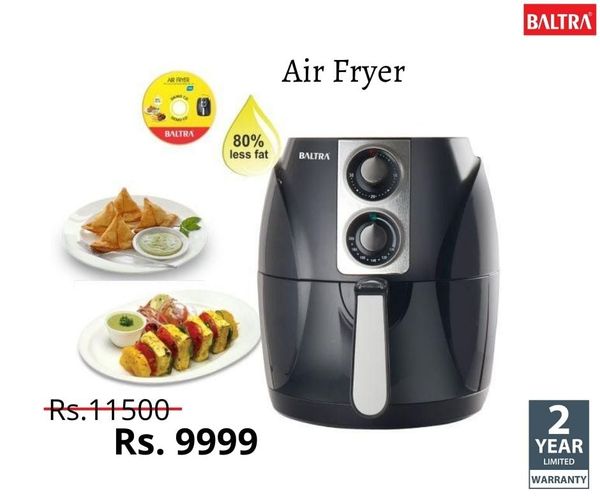 BALTRA
Air Fryer
AIR FRYER
BALTRA
80%
less fat
BALTRA
Rs.11500
Rs. 9999
2
YEAR
LIMITED
WARRANTY